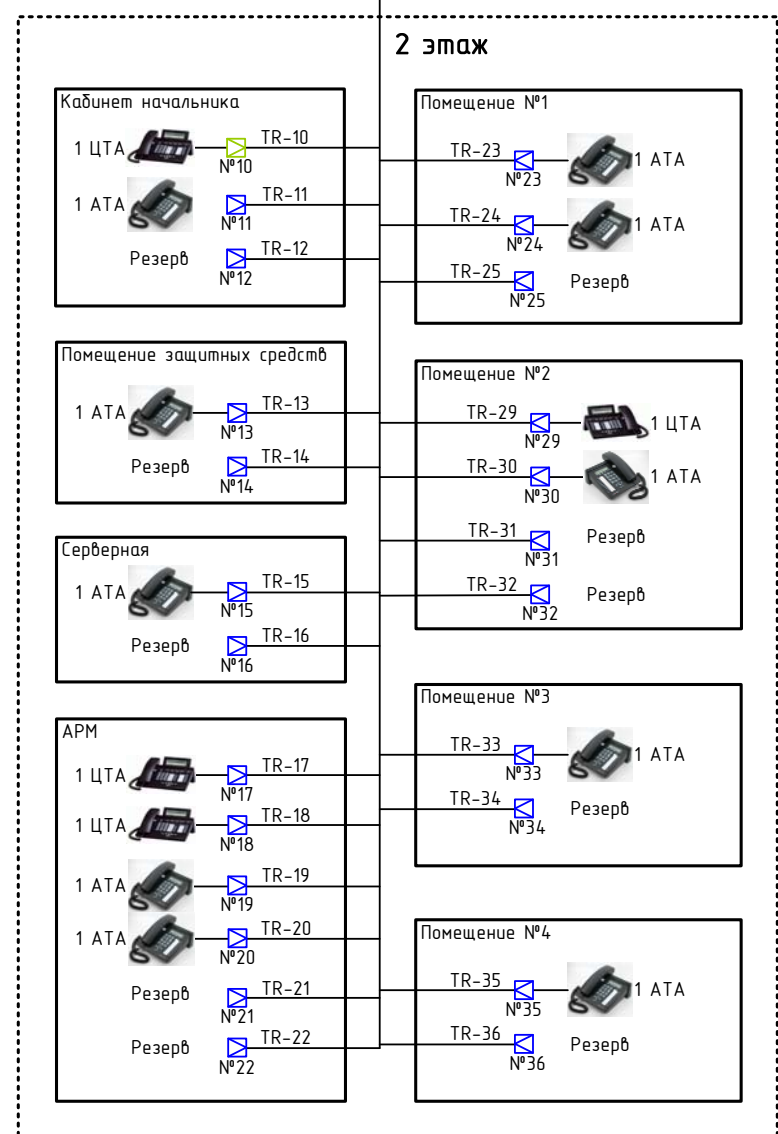 2 этаж
Кабинет начальника
1 ЦТА
TR-10
№10
1 АТА
TR-11
№11
Резерв
TR-12
№12
Помещение защитных средств
1 АТА
TR-13
№13
Резерв
TR-14
№14
Серверная
1 АТА
TR-15
№15
Резерв
TR-16
№16
АРМ
1 ЦТА
TR-17
№17
1 ЦТА
TR-18
№18
1 АТА
TR-19
№19
1 АТА
TR-20
№20
Резерв
TR-21
№21
Резерв
TR-22
№22
Помещение №1
TR-23
№23
1 АТА
TR-24
№24
1 АТА
TR-25
№25
Резерв
Помещение №2
TR-29
№29
1 ЦТА
TR-30
№30
1 АТА
TR-31
№31
Резерв
TR-32
№32
Резерв
Помещение №3
TR-33
№33
1 АТА
TR-34
№34
Резерв
Помещение №4
TR-35
№35
1 АТА
TR-36
№36
Резерв